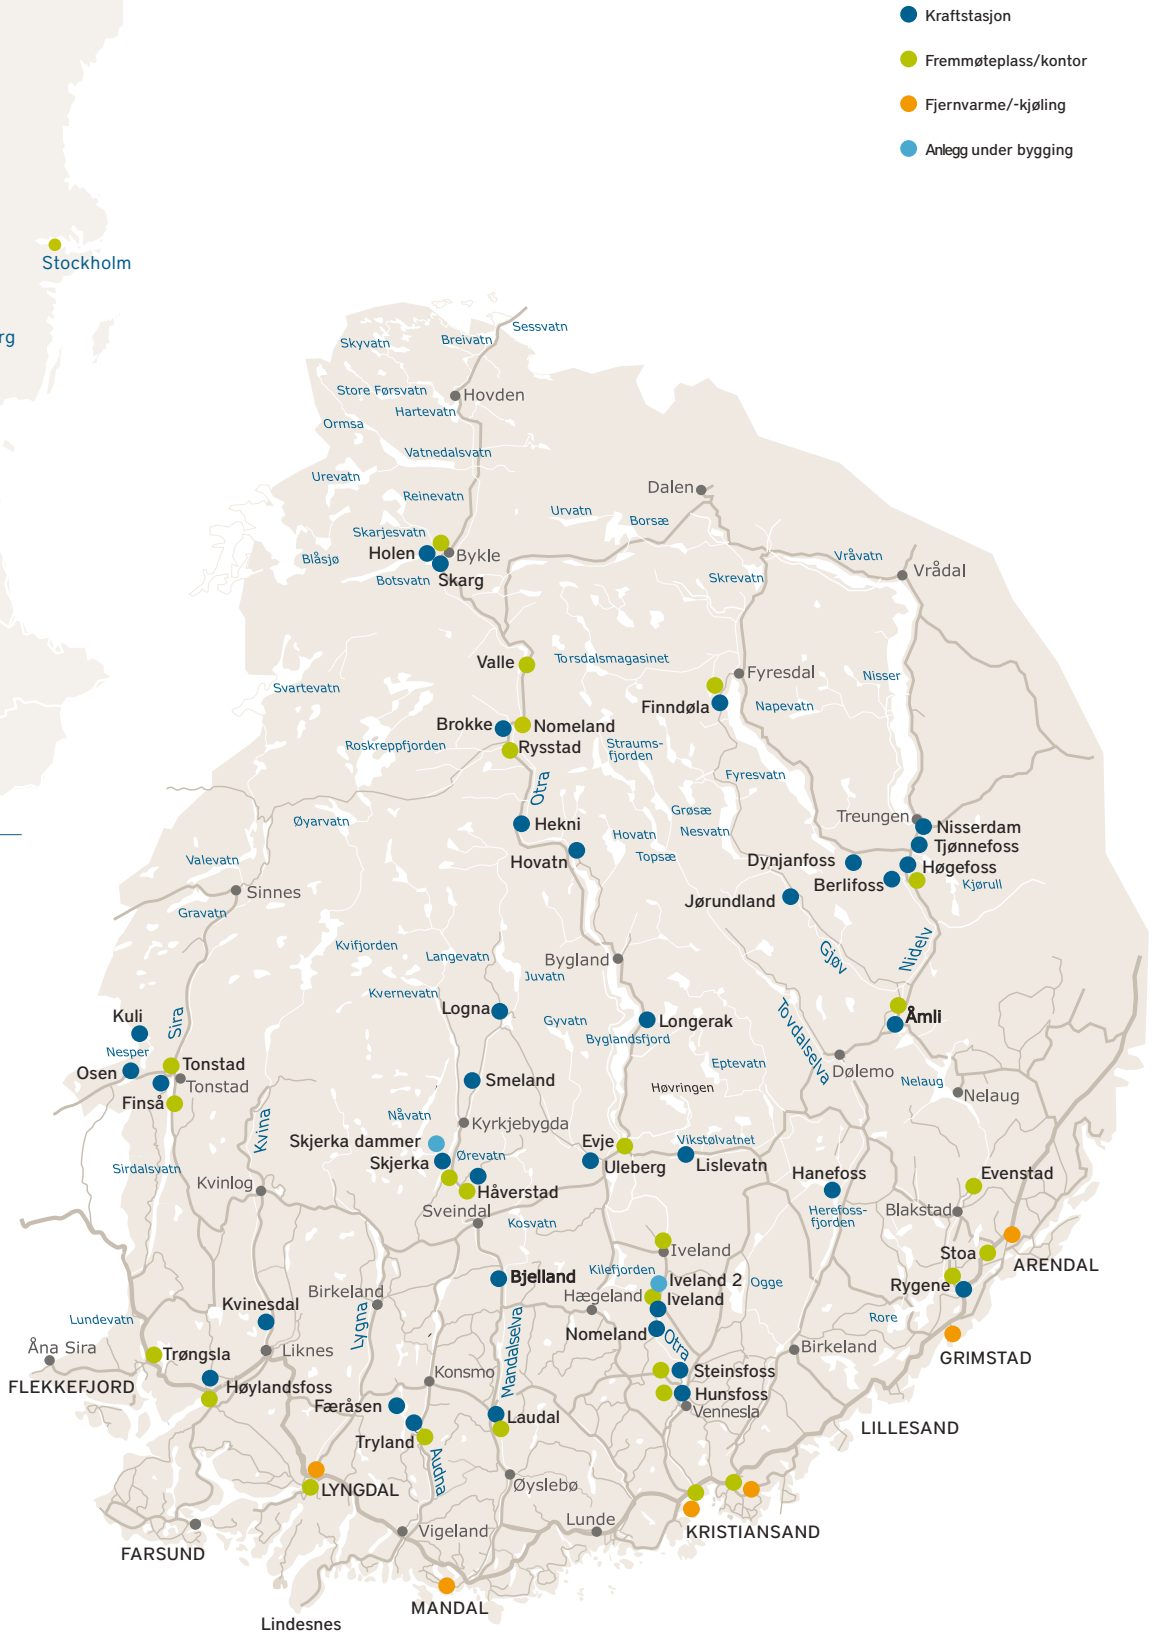 Kraftstasjon
Fremmøteplass/kontor
Fjernvarme/-kjøling
Anlegg under bygging
Stockholm
rg
Sessvatn
Breivatn
Skyvatn
Store Førsvatn
Hovden
Hartevatn
Ormsa
Vatnedalsvatn
Urevatn
Dalen
Reinevatn
Urvatn
Borsæ
Skarjesvatn
Holen
Bykle
Blåsjø
Vråvatn
Vrådal
Botsvatn
Skarg
Skrevatn
Valle
Torsdalsmagasinet
Fyresdal
Nisser
Svartevatn
Finndøla
Napevatn
Brokke
Nomeland
Roskreppfjorden
Rysstad
Straums-
fjorden
Fyresvatn
Otra
Grøsæ
Treungen
Øyarvatn
Hekni
Hovatn
Nesvatn
Nisserdam
Tjønnefoss
Valevatn
Hovatn
Topsæ
Dynjanfoss
Høgefoss
Berlifoss
Kjørull
Sinnes
Jørundland
Gravatn
Kvifjorden
Langevatn
Bygland
Gjøv
Nidelv
Juvatn
Kvernevatn
Logna
Kuli
Sira
Gyvatn
Longerak
Byglandsfjord
Tovdalselva
Åmli
Nesper
Osen
Tonstad
Tonstad
Finså
Smeland
Eptevatn
Høvringen
Dølemo
Nelaug
Nelaug
Kvina
Nåvatn
Kyrkjebygda
Skjerka dammer
Evje
Vikstølvatnet
Skjerka
Ørevatn
Uleberg
Lislevatn
Sirdalsvatn
Kvinlog
Håverstad
Hanefoss
Evenstad
Sveindal
Herefoss-
fjorden
Blakstad
Kosvatn
Iveland
Stoa
ARENDAL
Kilefjorden
Bjelland
Iveland 2
Ogge
Rygene
Birkeland
Hægeland
Iveland
Kvinesdal
Lundevatn
Lygna
Mandalselva
Nomeland
Rore
Åna Sira
Trøngsla
Liknes
Otra
Birkeland
GRIMSTAD
FLEKKEFJORD
Høylandsfoss
Konsmo
Steinsfoss
Hunsfoss
Færåsen
Laudal
Vennesla
Tryland
LILLESAND
Audna
LYNGDAL
Øyslebø
Lunde
Vigeland
KRISTIANSAND
FARSUND
MANDAL
Lindesnes